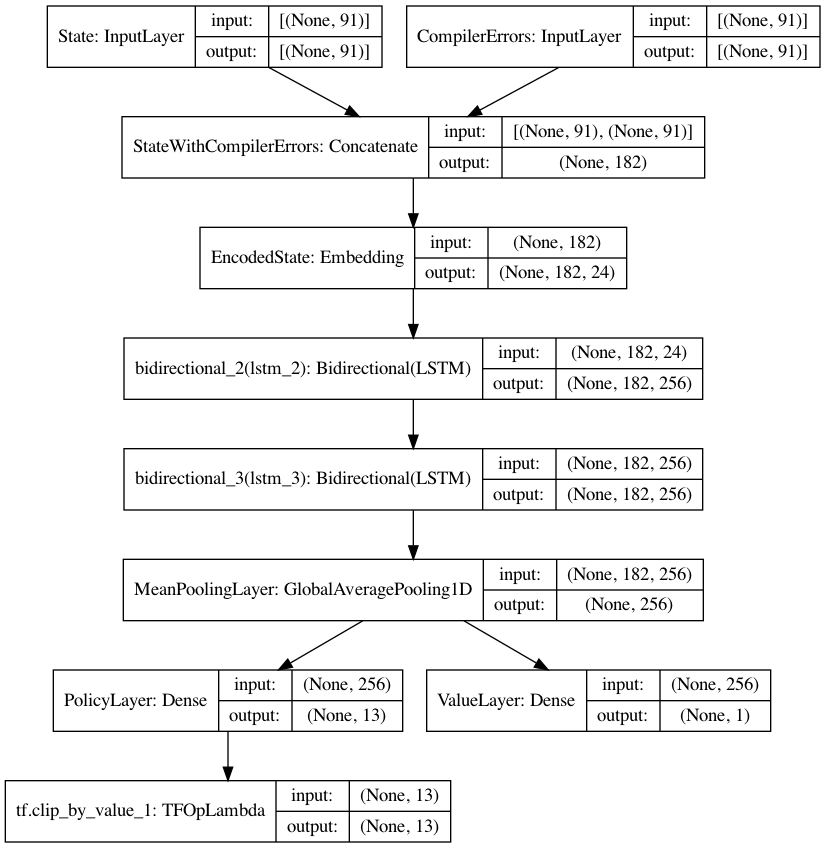 State: InputLayer
input:
[(None, 91)]
output:
[(None, 91)]
CompilerErrors: InputLayer
input:
[(None, 91)]
output:
[(None, 91)]
StateWithCompilerErrors: Concatenate
input:
[(None, 91), (None, 91)]
output:
(None, 182)
EncodedState: Embedding
input:
(None, 182)
output:
(None, 182, 24)
bidirectional_2(lstm_2): Bidirectional(LSTM)
input:
(None, 182, 24)
output:
(None, 182, 256)
bidirectional_3(lstm_3): Bidirectional(LSTM)
input:
(None, 182, 256)
output:
(None, 182, 256)
MeanPoolingLayer: GlobalAveragePooling1D
input:
(None, 182, 256)
output:
(None, 256)
PolicyLayer: Dense
input:
(None, 256)
output:
(None, 13)
ValueLayer: Dense
input:
(None, 256)
output:
(None, 1)
tf.clip_by_value_1: TFOpLambda
input:
(None, 13)
output:
(None, 13)